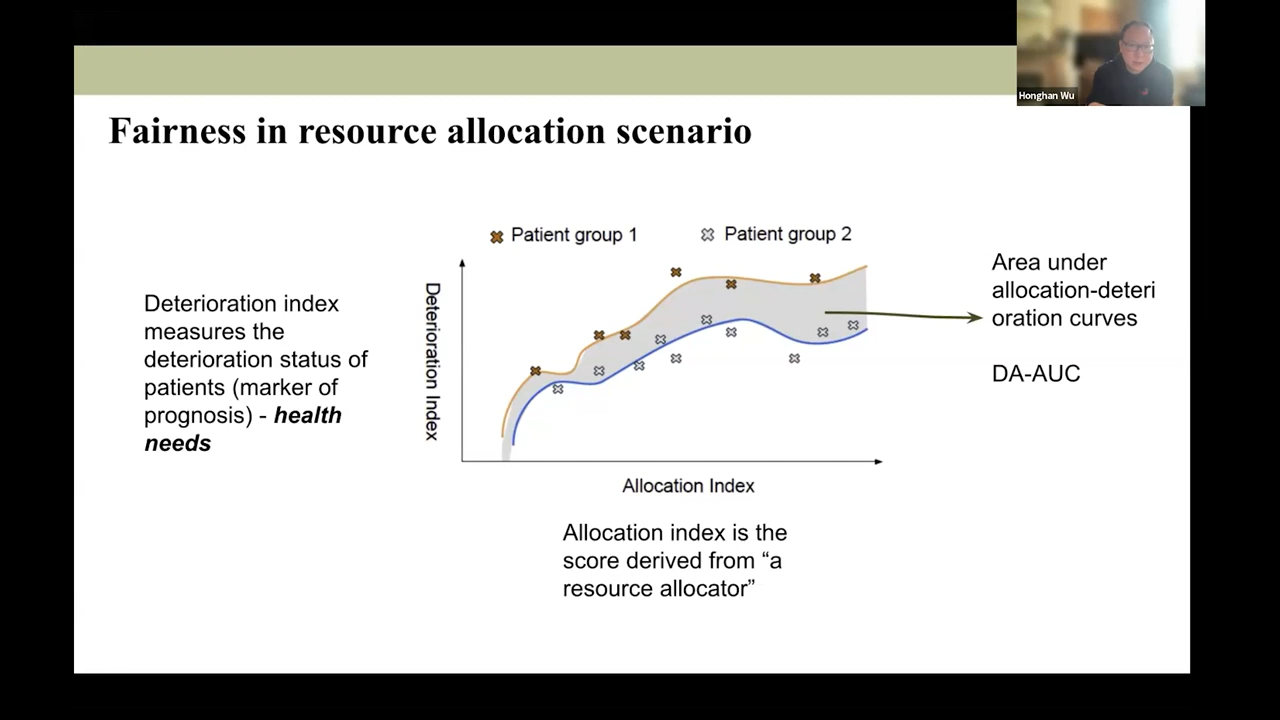 Honghan Wu
Fairness in resource allocation scenario
Patient group 1
Patient group 2
Deterioration index
measures the
deterioration status of
patients (marker of
prognosis) - health
needs
Deterioration Index
Allocation Index
Area under
allocation-deteri
oration curves
DA-AUC
Allocation index is the
score derived from “a
resource allocator”